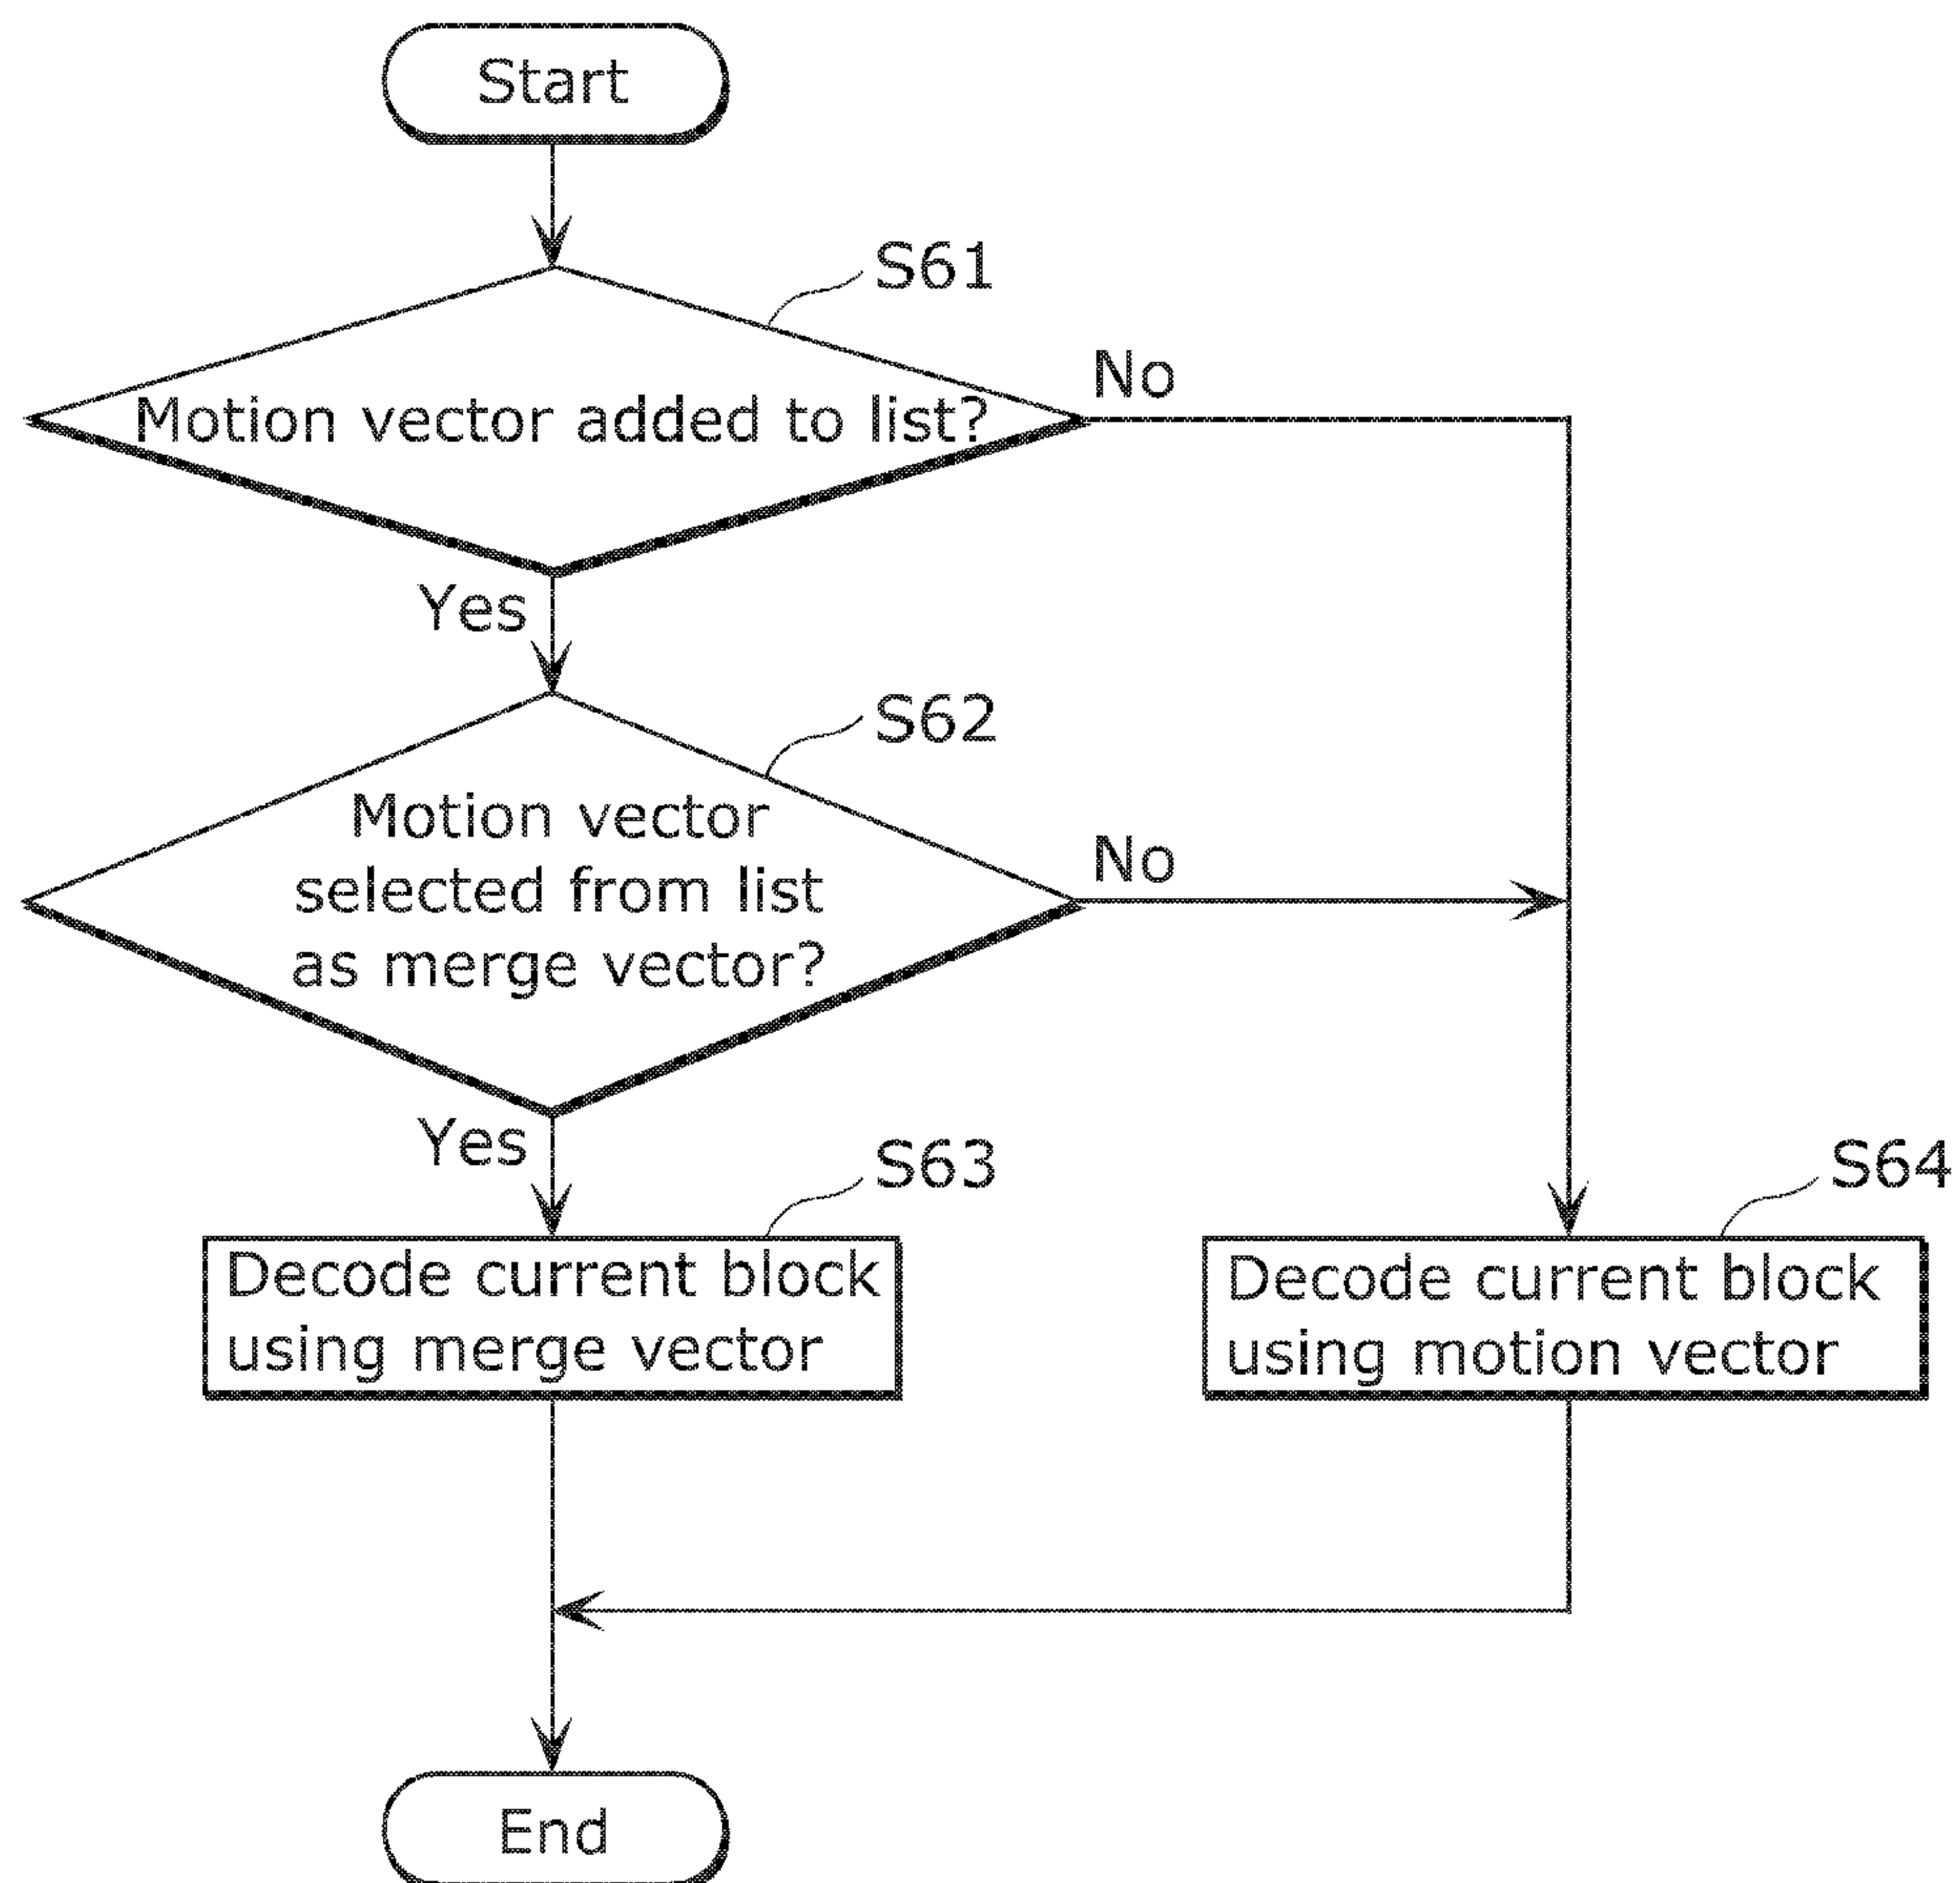 Start
S61
Motion vector added to list?
No
Yes
S62
Motion vector
selected from list
as merge vector?
No
Yes
S63
Decode current block
using merge vector
S64
Decode current block
using motion vector
End